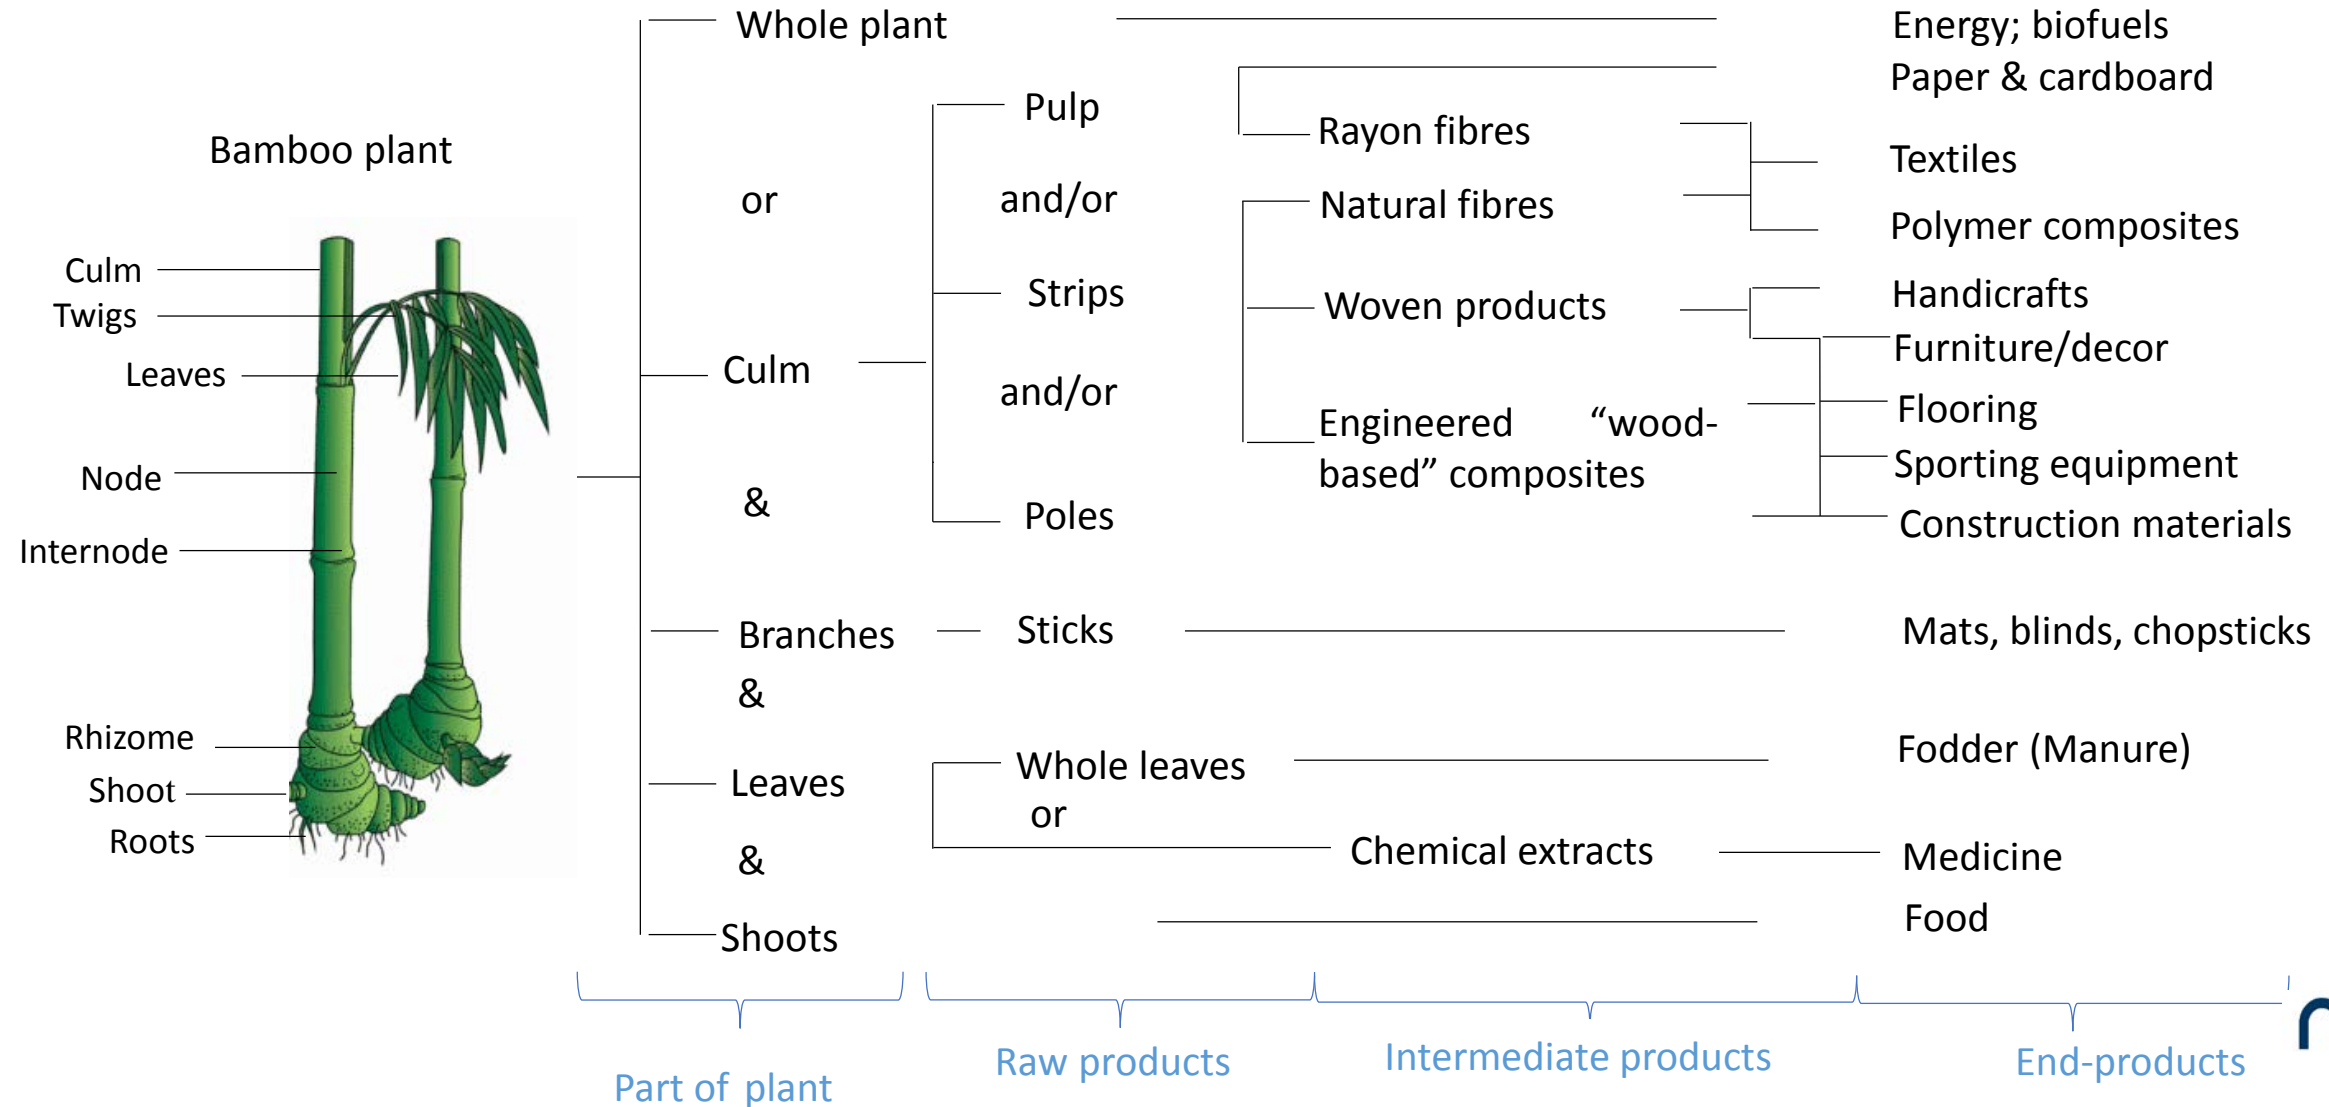 Bamboo plant
Culm
Twigs
Leaves
Node
Internode
Rhizome
Shoot
Roots
Whole plant
or
Culm
&
Branches
&
Leaves
&
Shoots
Part of plant
Pulp
and/or
Strips
and/or
Poles
Sticks
Whole leaves
or
Raw products
Rayon fibres
Natural fibres
Woven products
Engineered “wood-
based” composites
Chemical extracts
Intermediate products
Energy; biofuels
Paper & cardboard
Textiles
Polymer composites
Handicrafts
Furniture/decor
Flooring
Sporting equipment
Construction materials
Mats, blinds, chopsticks
Fodder (Manure)
Medicine
Food
End-products